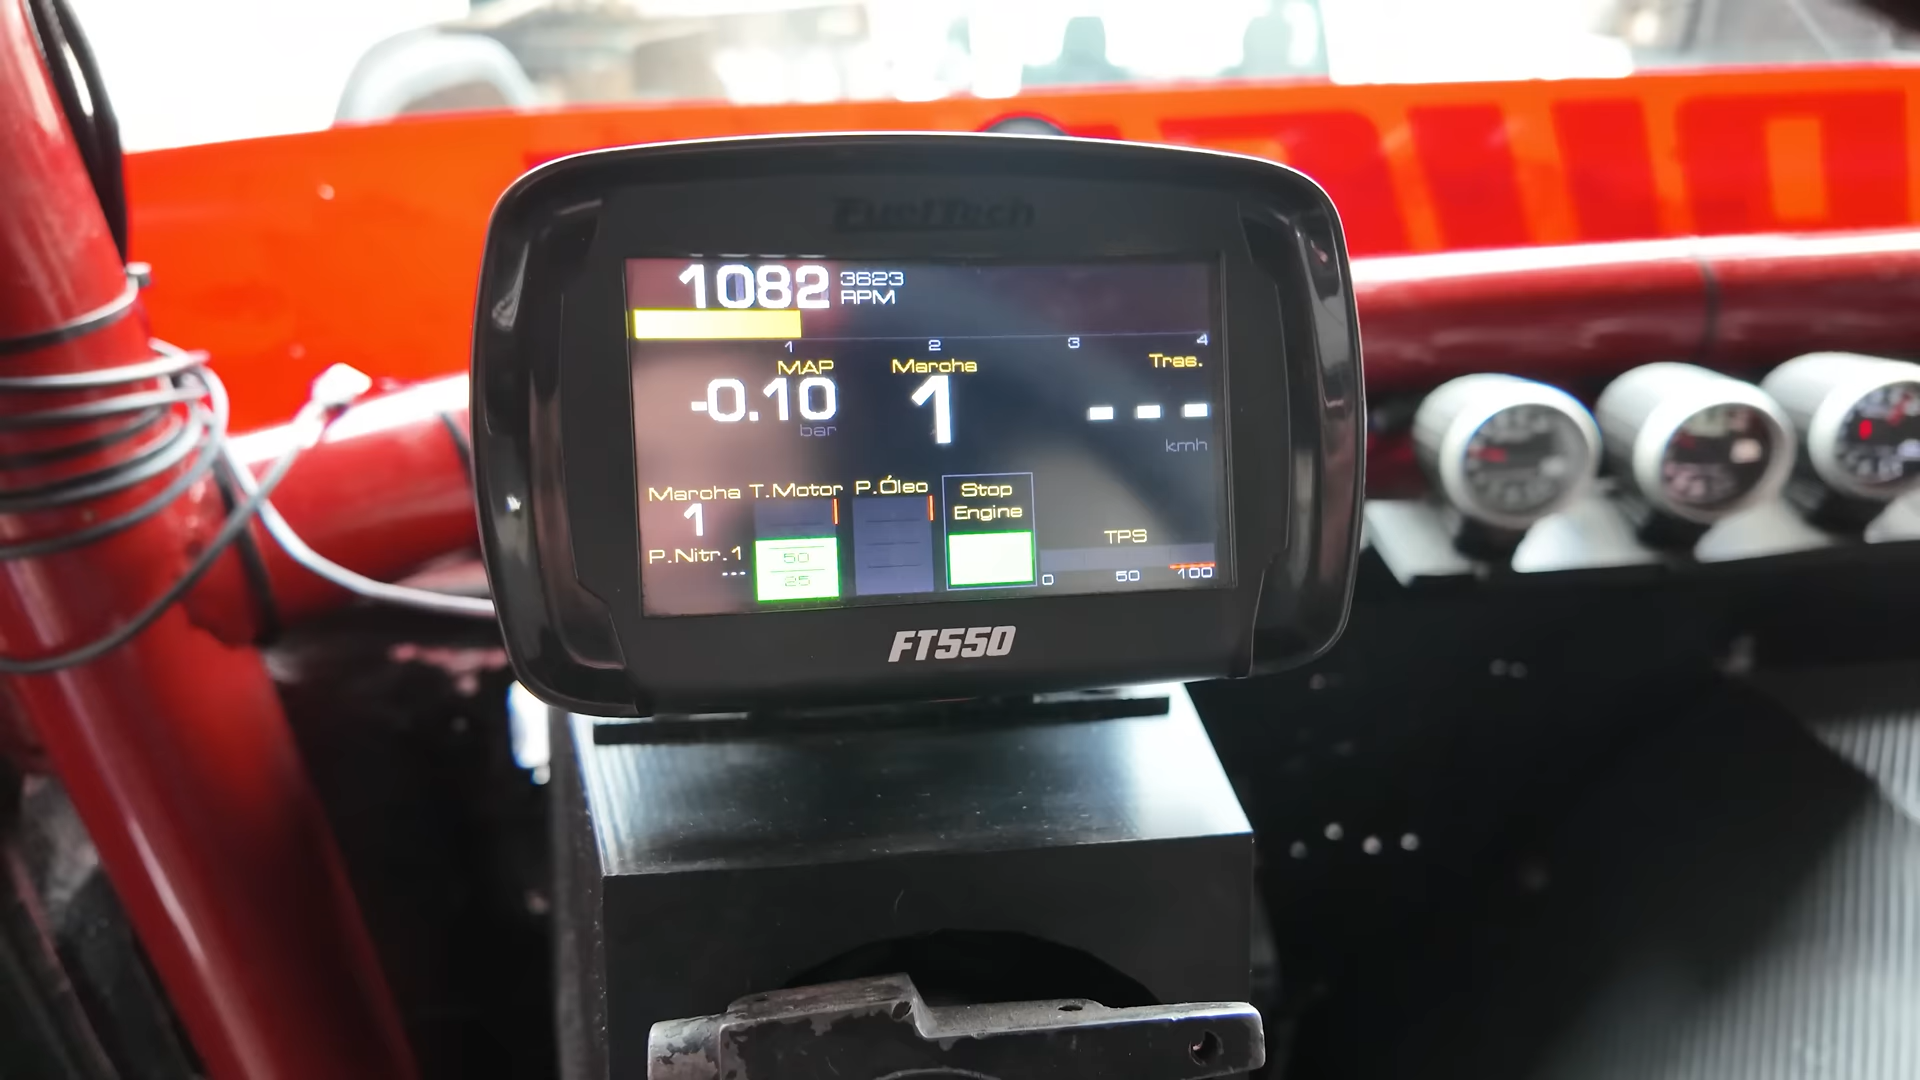 FuelTech
1082 3623
RPM
1 2 3 4
MAP Marcha Tras.
-0.10 1 ---
bar kmh
Marcha T.Motor P.Óleo Stop
1 Engine
P.Nitr.1 50 TPS
--- 25 0 50 100
FT550